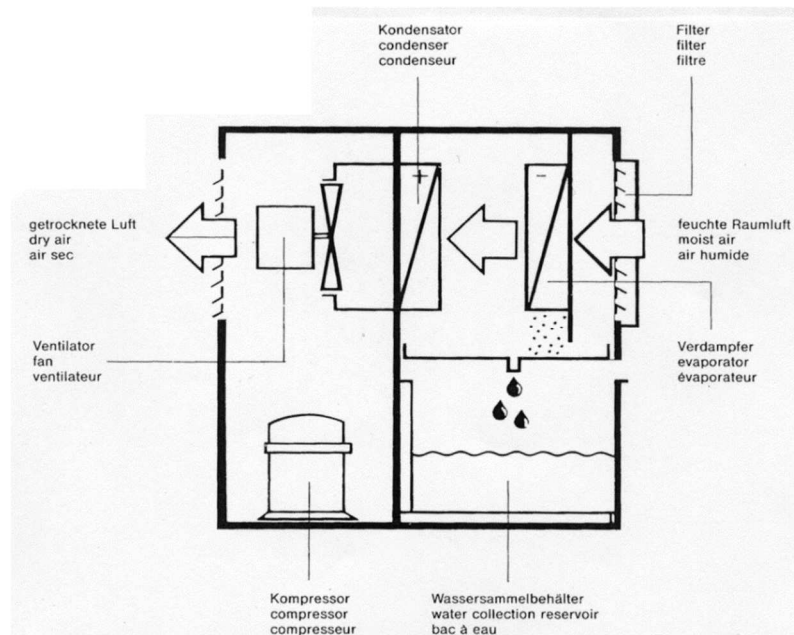 Kondensator
condenser
condenseur
Filter
filter
filtre
+
−
getrocknete Luft
dry air
air sec
feuchte Raumluft
moist air
air humide
Ventilator
fan
ventilateur
Verdampfer
evaporator
évaporateur
Kompressor
compressor
compresseur
Wassersammelbehälter
water collection reservoir
bac à eau